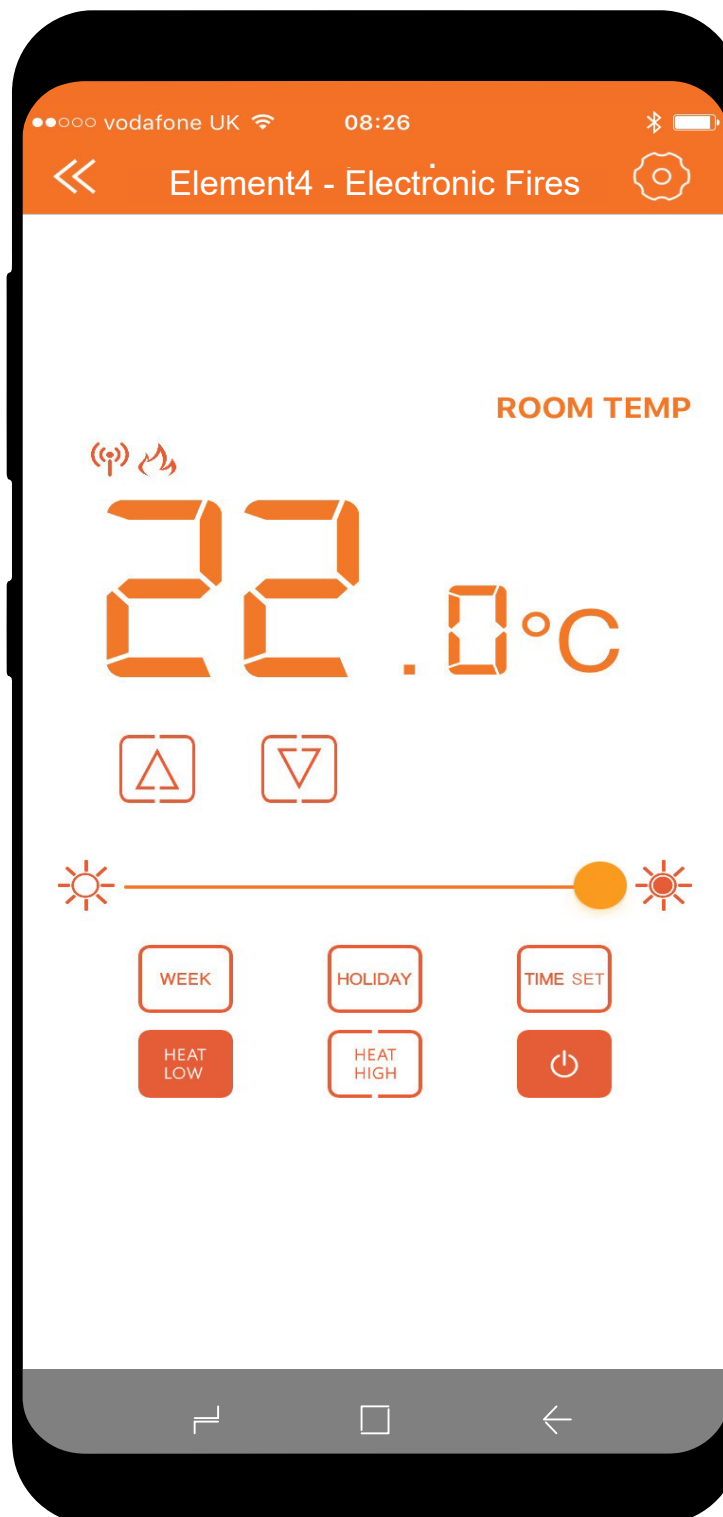 vodafone UK 08:26
Element4 - Electronic Fires
ROOM TEMP
22.0°C
WEEK HOLIDAY TIME SET
HEAT LOW
HEAT HIGH